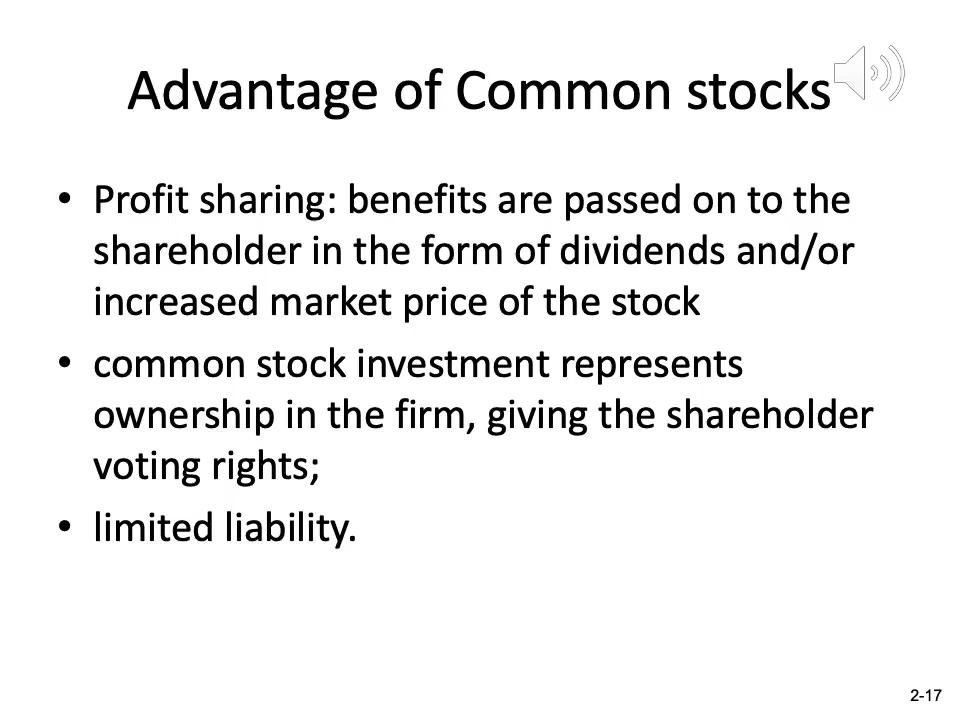 Advantage of Common stocks
• Profit sharing: benefits are passed on to the
shareholder in the form of dividends and/or
increased market price of the stock
• common stock investment represents
ownership in the firm, giving the shareholder
voting rights;
• limited liability.
2-17